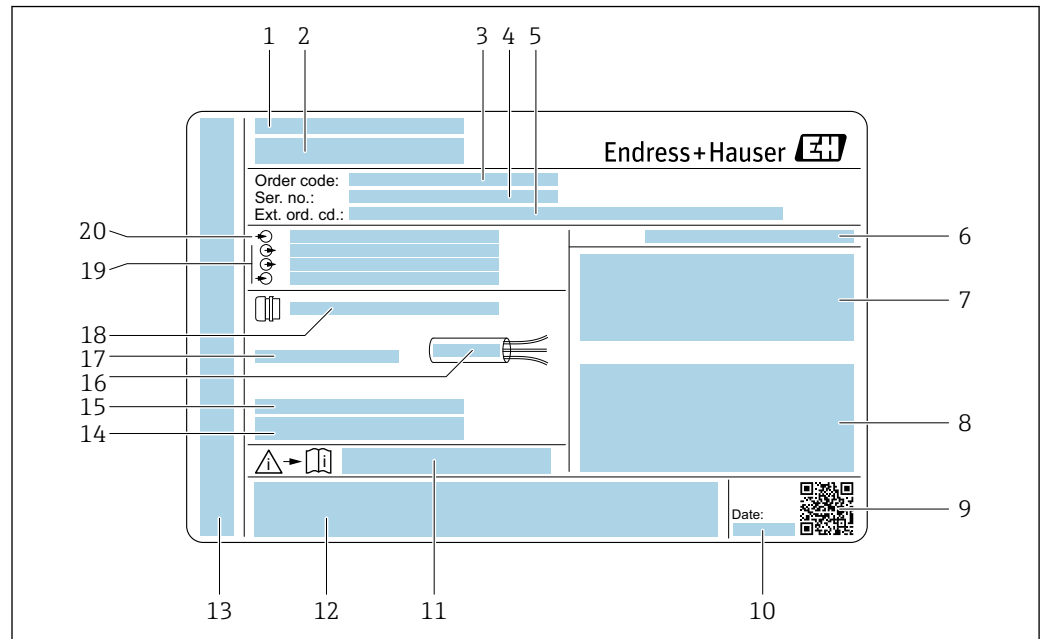 1 2 3 4 5
Endress+Hauser EH
Order code:
Ser. no.:
Ext. ord. cd.:
20
6
19
7
18
17
16
15
14
8
i i
Date:
9
13 12 11 10